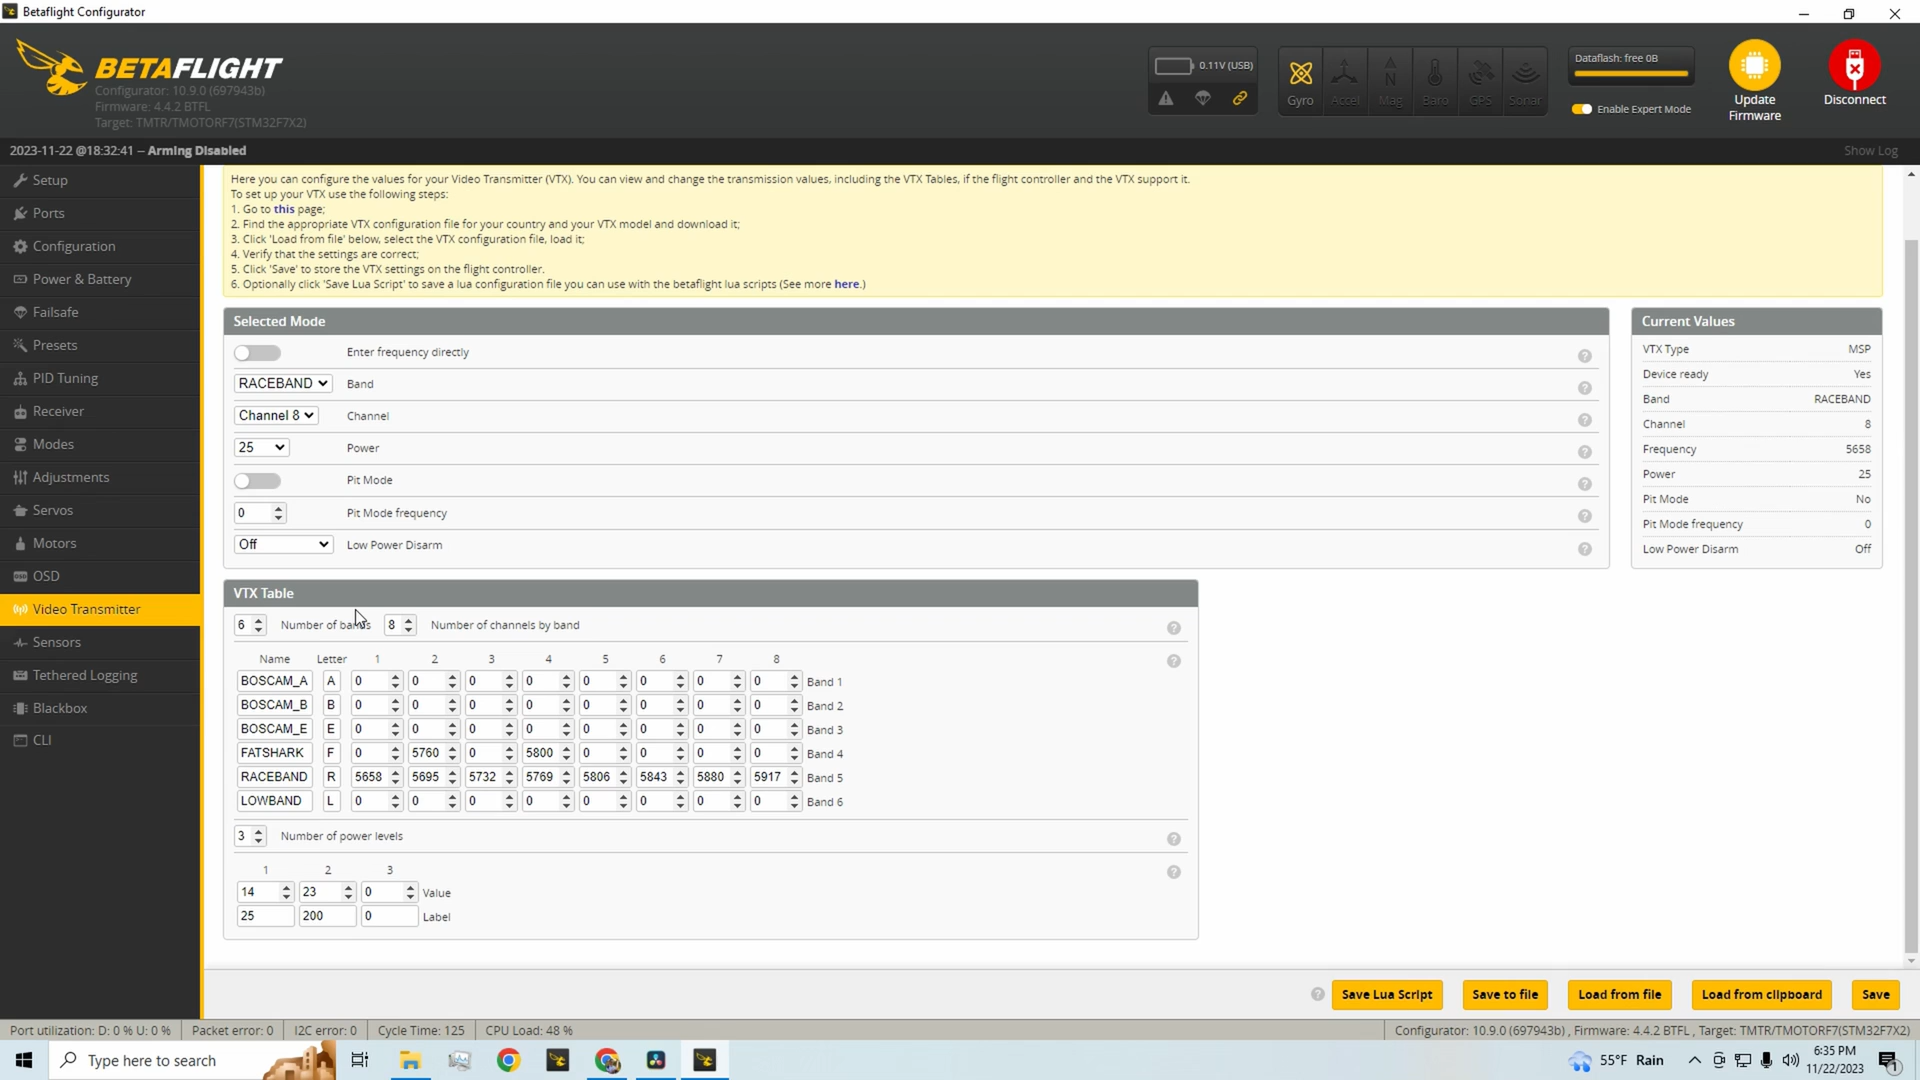 Betaflight Configurator
BETAFLIGHT
Configurator: 10.9.0 (697943b)
Firmware: 4.4.2 BTFL
Target: TMTR/TMOTORF7(STM32F7X2)
0.11V (USB)
Gyro Accel Mag Baro GPS Sonar
Dataflash: free 0B
Enable Expert Mode
Update Firmware
Disconnect
2023-11-22 @18:32:41 -- Arming Disabled
Show Log
Setup
Ports
Configuration
Power & Battery
Failsafe
Presets
PID Tuning
Receiver
Modes
Adjustments
Servos
Motors
OSD
Video Transmitter
Sensors
Tethered Logging
Blackbox
CLI
Here you can configure the values for your Video Transmitter (VTX). You can view and change the transmission values, including the VTX Tables, if the flight controller and the VTX support it.
To set up your VTX use the following steps:
1. Go to this page;
2. Find the appropriate VTX configuration file for your country and your VTX model and download it;
3. Click 'Load from file' below, select the VTX configuration file, load it;
4. Verify that the settings are correct;
5. Click 'Save' to store the VTX settings on the flight controller.
6. Optionally click 'Save Lua Script' to save a lua configuration file you can use with the betaflight lua scripts (See more here.)
Selected Mode
Enter frequency directly
RACEBAND Band
Channel 8 Channel
25 Power
Pit Mode
0 Pit Mode frequency
Off Low Power Disarm
Current Values
VTX Type MSP
Device ready Yes
Band RACEBAND
Channel 8
Frequency 5658
Power 25
Pit Mode No
Pit Mode frequency 0
Low Power Disarm Off
VTX Table
6 Number of bands 8 Number of channels by band
Name Letter 1 2 3 4 5 6 7 8
BOSCAM_A A 0 0 0 0 0 0 0 0 Band 1
BOSCAM_B B 0 0 0 0 0 0 0 0 Band 2
BOSCAM_E E 0 0 0 0 0 0 0 0 Band 3
FATSHARK F 0 5760 0 5800 0 0 0 0 Band 4
RACEBAND R 5658 5695 5732 5769 5806 5843 5880 5917 Band 5
LOWBAND L 0 0 0 0 0 0 0 0 Band 6
3 Number of power levels
1 2 3
14 23 0 Value
25 200 0 Label
Save Lua Script
Save to file
Load from file
Load from clipboard
Save
Port utilization: D: 0 % U: 0 % Packet error: 0 I2C error: 0 Cycle Time: 125 CPU Load: 48 %
Configurator: 10.9.0 (697943b) , Firmware: 4.4.2 BTFL , Target: TMTR/TMOTORF7(STM32F7X2)
Type here to search
55°F Rain
6:35 PM
11/22/2023
1